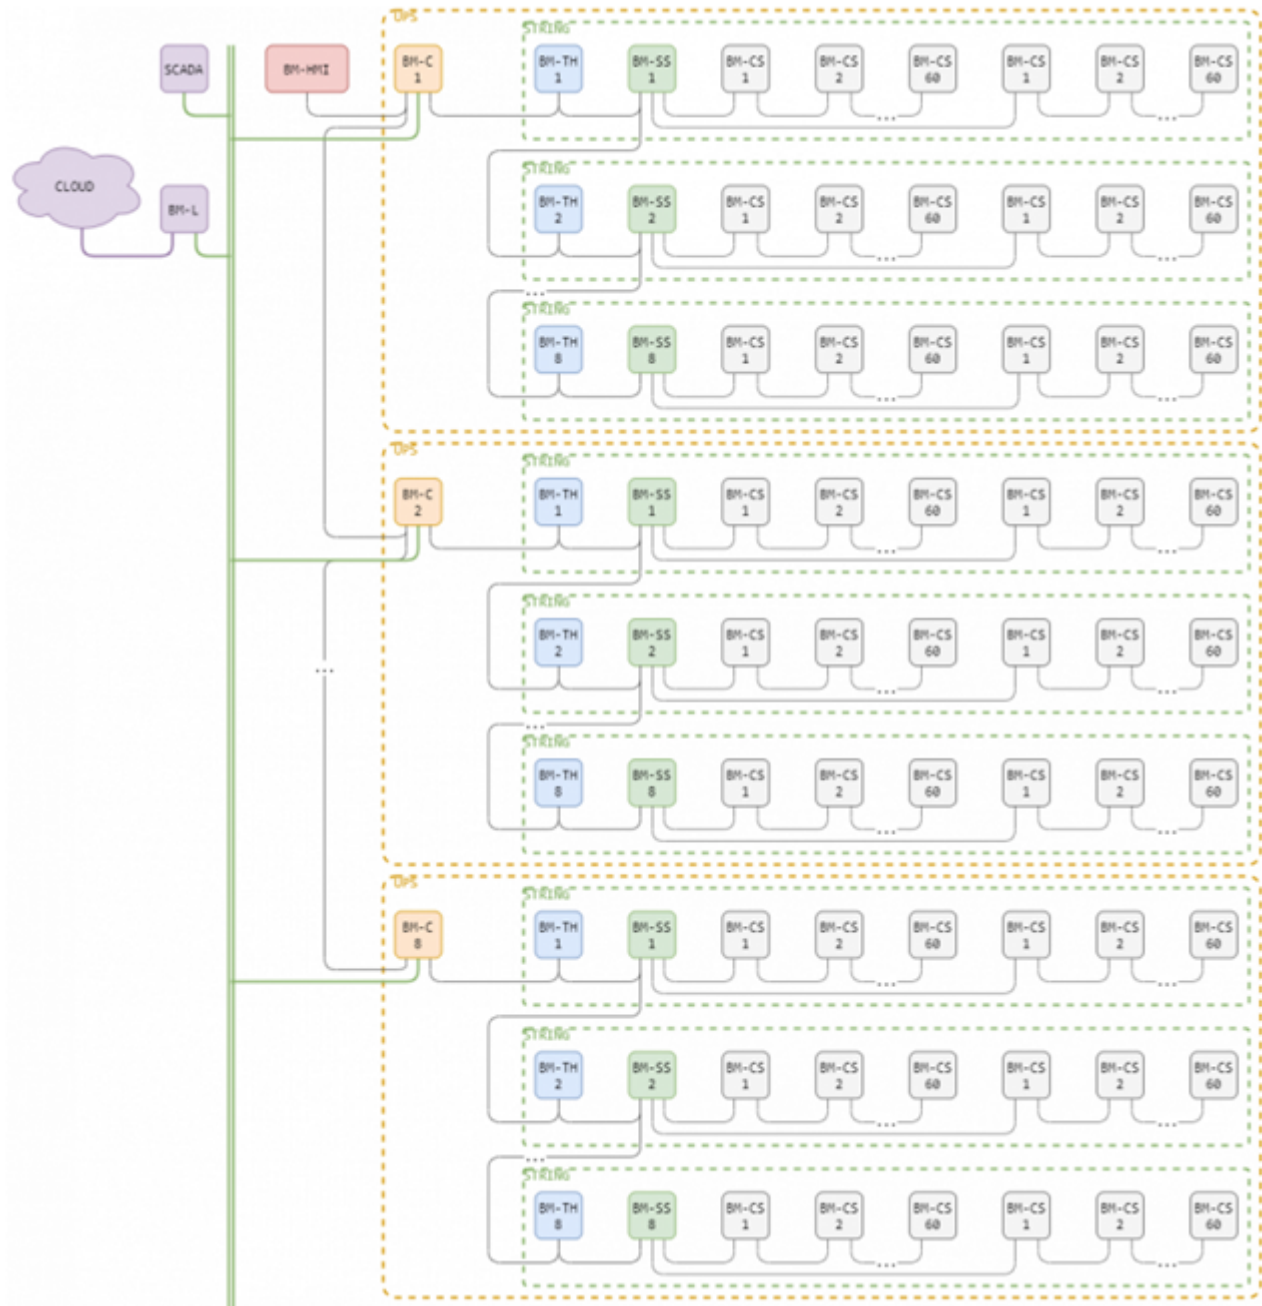 UPS
STRING
SCADA BM-HMI BM-C 1 BM-TH 1 BM-SS 1 BM-CS 1 BM-CS 2 BM-CS 60 BM-CS 1 BM-CS 2 BM-CS 60
... ...
STRING
CLOUD BM-L BM-TH 2 BM-SS 2 BM-CS 1 BM-CS 2 BM-CS 60 BM-CS 1 BM-CS 2 BM-CS 60
... ...
...
STRING
BM-TH 8 BM-SS 8 BM-CS 1 BM-CS 2 BM-CS 60 BM-CS 1 BM-CS 2 BM-CS 60
... ...
UPS
STRING
BM-C 2 BM-TH 1 BM-SS 1 BM-CS 1 BM-CS 2 BM-CS 60 BM-CS 1 BM-CS 2 BM-CS 60
... ...
STRING
BM-TH 2 BM-SS 2 BM-CS 1 BM-CS 2 BM-CS 60 BM-CS 1 BM-CS 2 BM-CS 60
... ... ...
...
STRING
BM-TH 8 BM-SS 8 BM-CS 1 BM-CS 2 BM-CS 60 BM-CS 1 BM-CS 2 BM-CS 60
... ...
UPS
STRING
BM-C 8 BM-TH 1 BM-SS 1 BM-CS 1 BM-CS 2 BM-CS 60 BM-CS 1 BM-CS 2 BM-CS 60
... ...
STRING
BM-TH 2 BM-SS 2 BM-CS 1 BM-CS 2 BM-CS 60 BM-CS 1 BM-CS 2 BM-CS 60
... ...
...
STRING
BM-TH 8 BM-SS 8 BM-CS 1 BM-CS 2 BM-CS 60 BM-CS 1 BM-CS 2 BM-CS 60
... ...